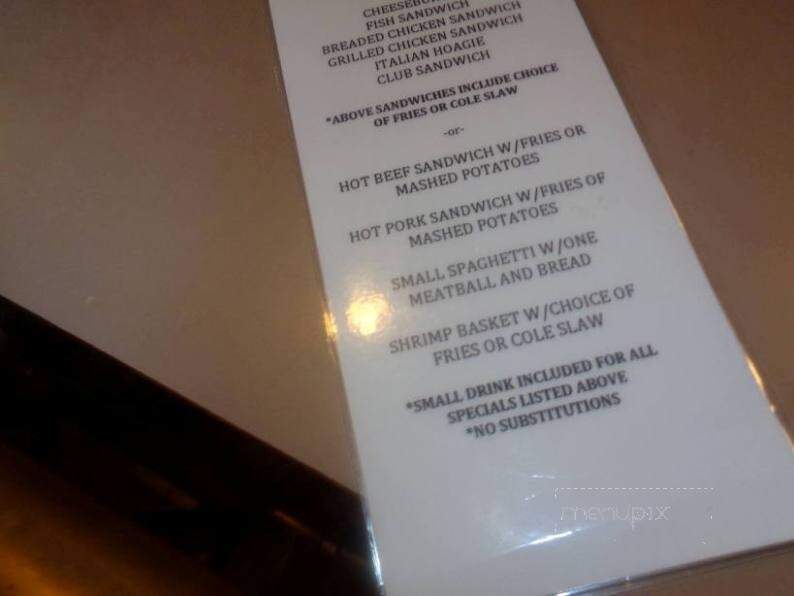 FISH SANDWICH
BREADED CHICKEN SANDWICH
GRILLED CHICKEN SANDWICH
ITALIAN HOAGIE
CLUB SANDWICH
*ABOVE SANDWICHES INCLUDE CHOICE
OF FRIES OR COLE SLAW
-or-
HOT BEEF SANDWICH W/FRIES OR
MASHED POTATOES
HOT PORK SANDWICH W/FRIES OF
MASHED POTATOES
SMALL SPAGHETTI W/ONE
MEATBALL AND BREAD
SHRIMP BASKET W/CHOICE OF
FRIES OR COLE SLAW
*SMALL DRINK INCLUDED FOR ALL
SPECIALS LISTED ABOVE
*NO SUBSTITUTIONS
menupix